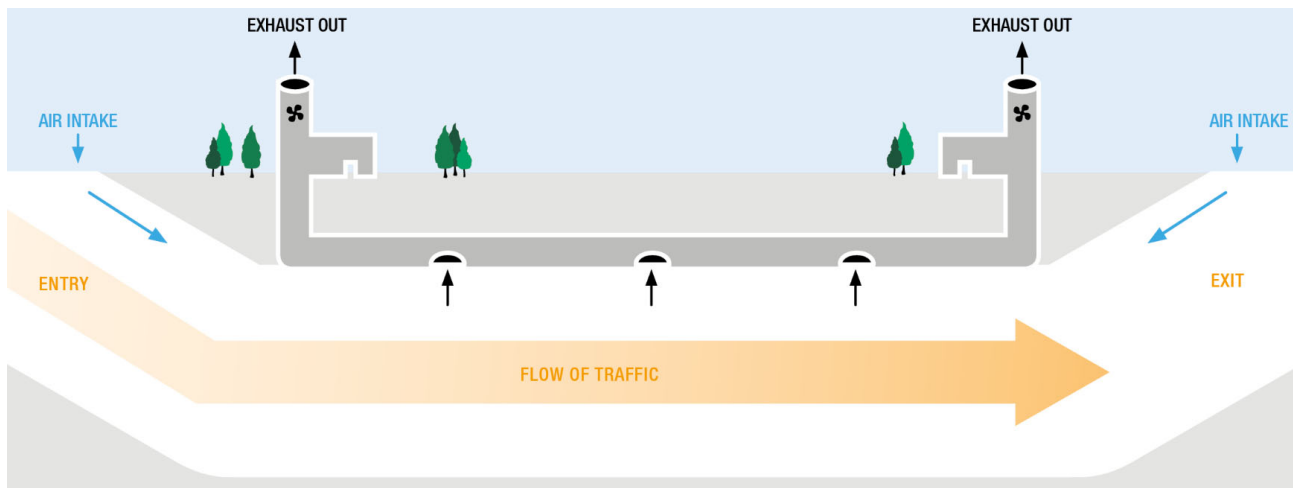 EXHAUST OUT
EXHAUST OUT
AIR INTAKE
AIR INTAKE
ENTRY
EXIT
FLOW OF TRAFFIC